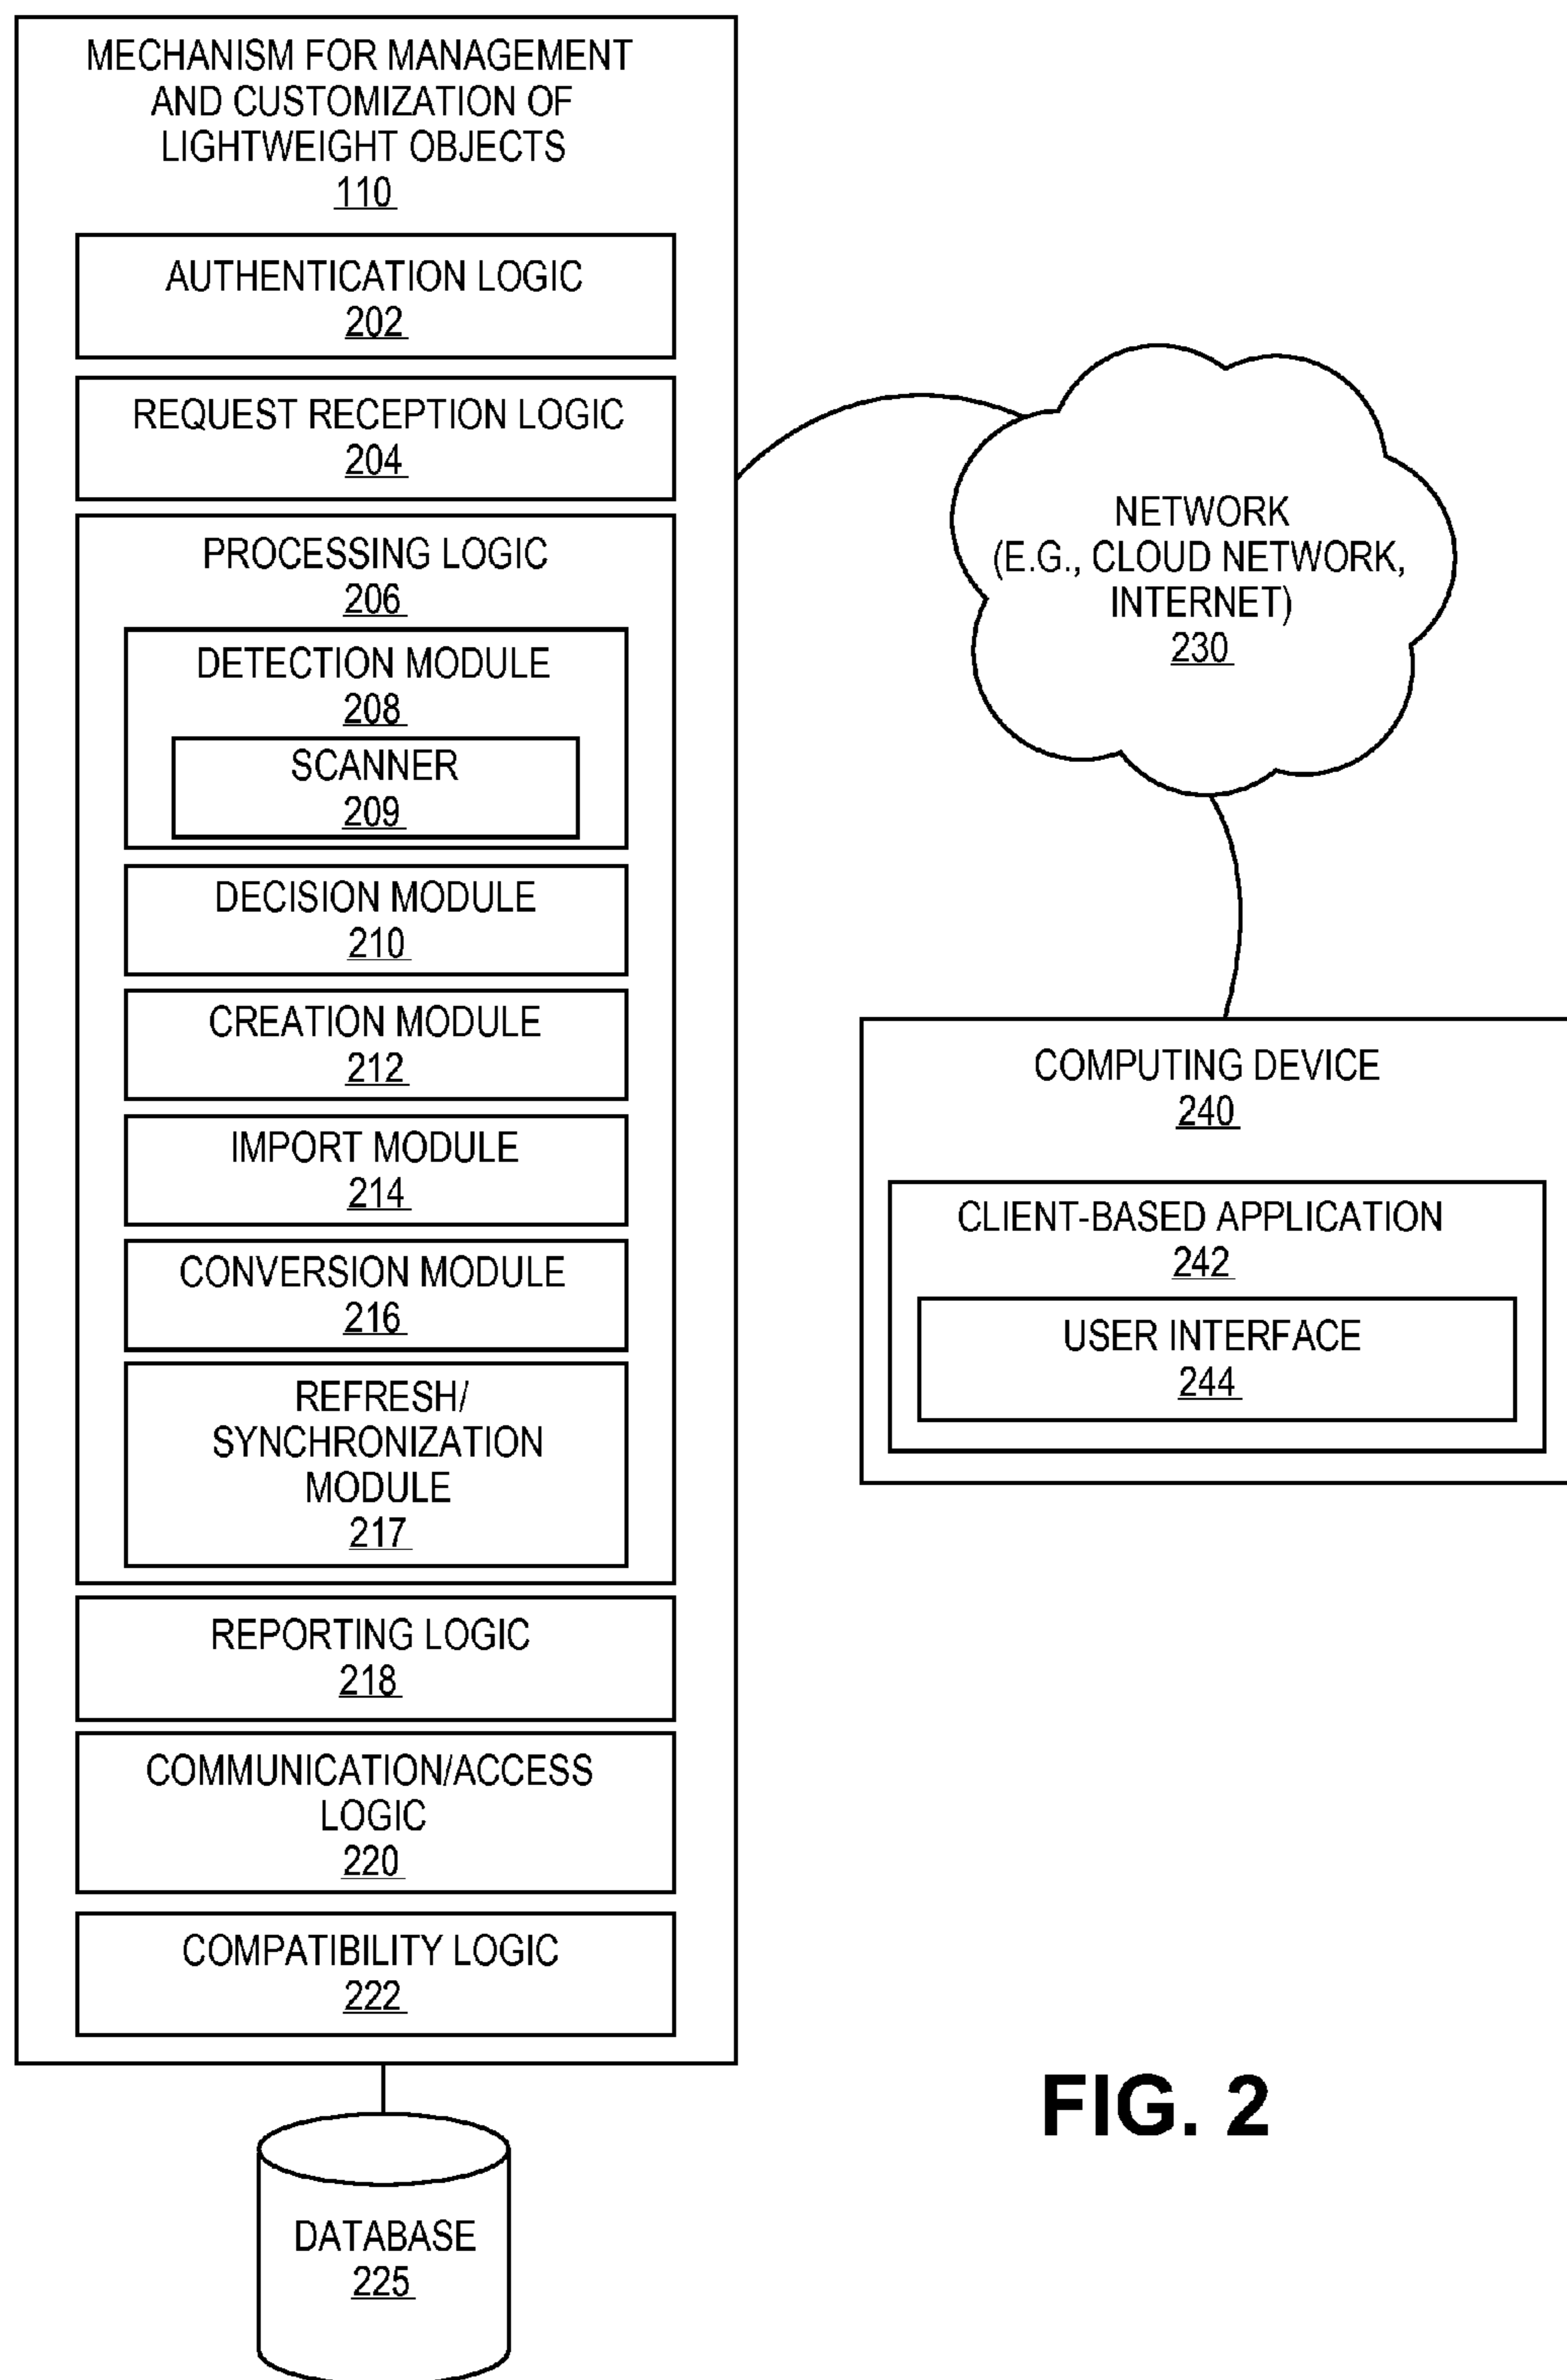 MECHANISM FOR MANAGEMENT
AND CUSTOMIZATION OF
LIGHTWEIGHT OBJECTS
110
AUTHENTICATION LOGIC
202
REQUEST RECEPTION LOGIC
204
PROCESSING LOGIC
206
DETECTION MODULE
208
SCANNER
209
DECISION MODULE
210
CREATION MODULE
212
IMPORT MODULE
214
CONVERSION MODULE
216
REFRESH/
SYNCHRONIZATION
MODULE
217
REPORTING LOGIC
218
COMMUNICATION/ACCESS
LOGIC
220
COMPATIBILITY LOGIC
222
DATABASE
225
NETWORK
(E.G., CLOUD NETWORK,
INTERNET)
230
COMPUTING DEVICE
240
CLIENT-BASED APPLICATION
242
USER INTERFACE
244
FIG. 2